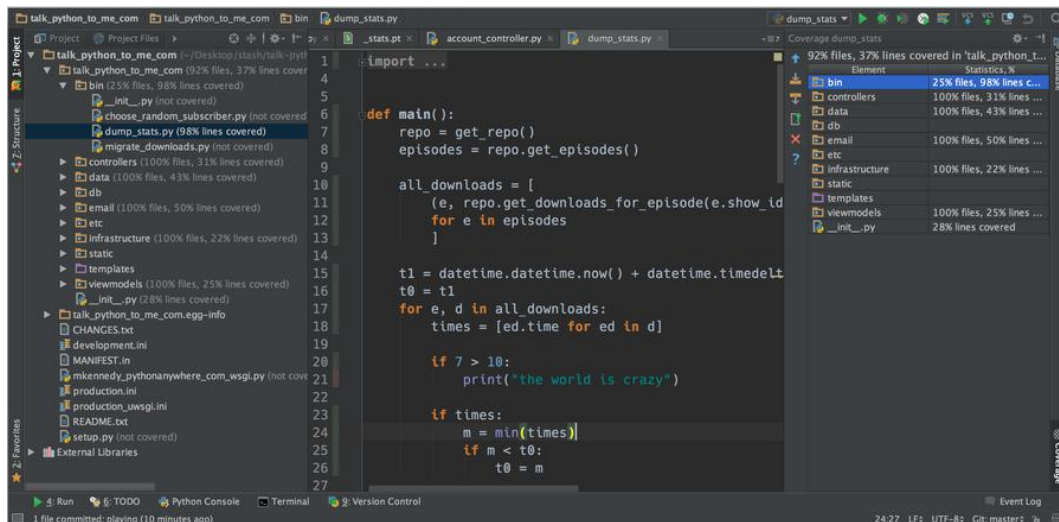 talk_python_to_me_com talk_python_to_me_com bin dump_stats.py dump_stats
Project Project Files _stats.pt account_controller.py dump_stats.py Coverage dump_stats
1: Project
Z: Structure
2: Favorites
talk_python_to_me_com (~/Desktop/stash/talk-pyth
talk_python_to_me_com (92% files, 37% lines cover
bin (25% files, 98% lines covered)
__init__.py (not covered)
choose_random_subscriber.py (not covered
dump_stats.py (98% lines covered)
migrate_downloads.py (not covered)
controllers (100% files, 31% lines covered)
data (100% files, 43% lines covered)
db
email (100% files, 50% lines covered)
etc
infrastructure (100% files, 22% lines covered)
static
templates
viewmodels (100% files, 25% lines covered)
__init__.py (28% lines covered)
talk_python_to_me_com.egg-info
CHANGES.txt
development.ini
MANIFEST.in
mkennedy_pythonanywhere_com_wsgi.py (not cove
production.ini
production_uwsgi.ini
README.txt
setup.py (not covered)
External Libraries
1 import ...
4
5
6 def main():
7 repo = get_repo()
8 episodes = repo.get_episodes()
9
10 all_downloads = [
11 (e, repo.get_downloads_for_episode(e.show_id
12 for e in episodes
13 ]
14
15 t1 = datetime.datetime.now() + datetime.timedelt
16 t0 = t1
17 for e, d in all_downloads:
18 times = [ed.time for ed in d]
19
20 if 7 > 10:
21 print("the world is crazy")
22
23 if times:
24 m = min(times)
25 if m < t0:
26 t0 = m
27
92% files, 37% lines covered in 'talk_python_t...
Element Statistics, %
bin 25% files, 98% lines c...
controllers 100% files, 31% lines ...
data 100% files, 43% lines ...
db
email 100% files, 50% lines ...
etc
infrastructure 100% files, 22% lines ...
static
templates
viewmodels 100% files, 25% lines ...
__init__.py 28% lines covered
Coverage
4: Run 6: TODO Python Console Terminal 9: Version Control Event Log
1 file committed: playing (10 minutes ago) 24:27 LF÷ UTF-8÷ Git: master÷